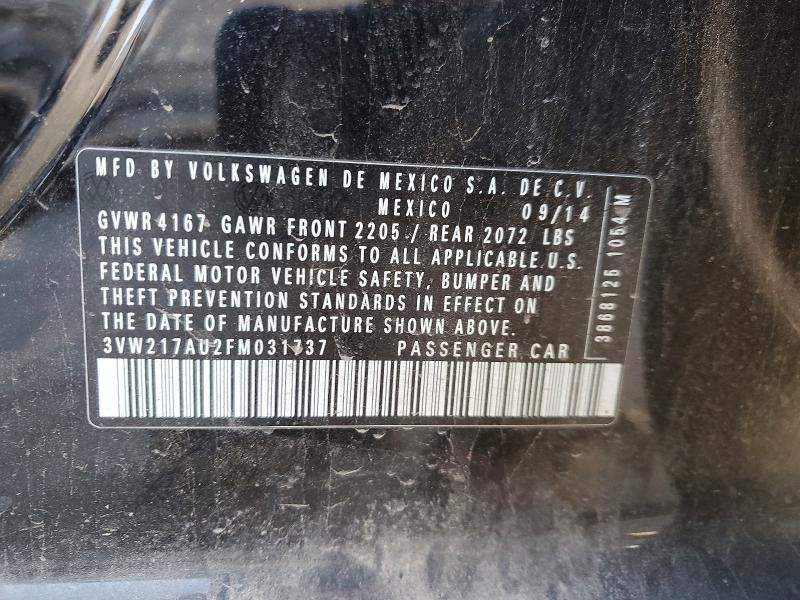 MFD BY VOLKSWAGEN DE MEXICO S.A. DE C.V.
MEXICO 09/14
GVWR 4167 GAWR FRONT 2205 / REAR 2072 LBS
THIS VEHICLE CONFORMS TO ALL APPLICABLE U.S.
FEDERAL MOTOR VEHICLE SAFETY, BUMPER AND
THEFT PREVENTION STANDARDS IN EFFECT ON
THE DATE OF MANUFACTURE SHOWN ABOVE.
3VW217AU2FM031737 PASSENGER CAR
3868125 1054 M